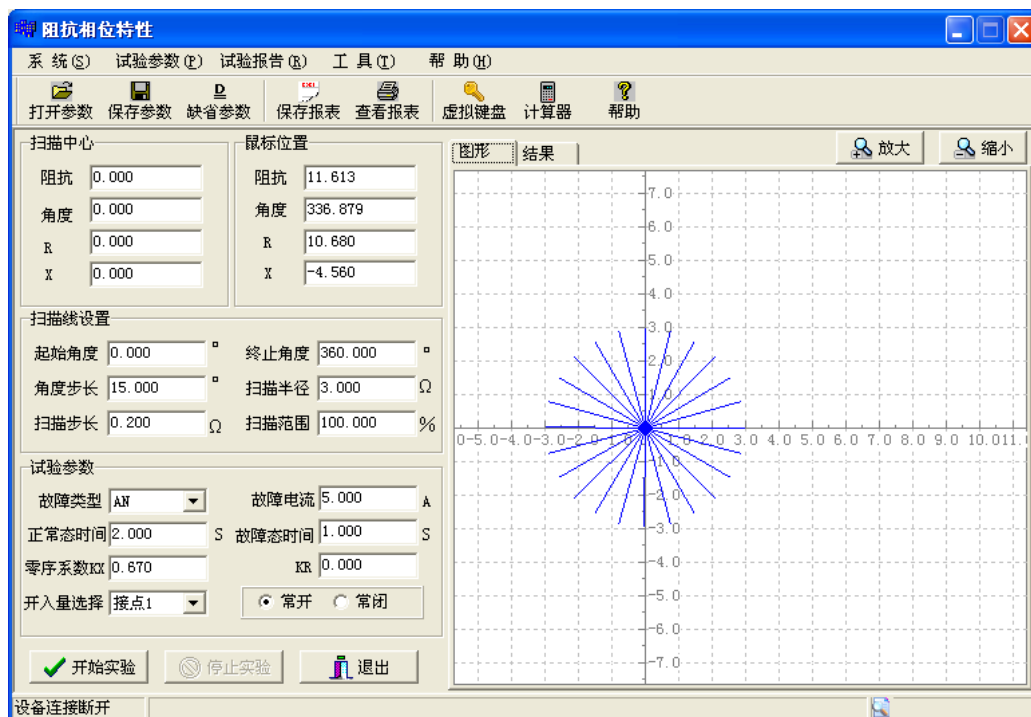 阻抗相位特性
系 统(S) 试验参数(P) 试验报告(R) 工 具(T) 帮 助(H)
打开参数 保存参数 缺省参数 保存报表 查看报表 虚拟键盘 计算器 帮助
扫描中心
阻抗 0.000
角度 0.000
R 0.000
X 0.000
鼠标位置
阻抗 11.613
角度 336.879
R 10.680
X -4.560
扫描线设置
起始角度 0.000 ° 终止角度 360.000 °
角度步长 15.000 ° 扫描半径 3.000 Ω
扫描步长 0.200 Ω 扫描范围 100.000 %
试验参数
故障类型 AN 故障电流 5.000 A
正常态时间 2.000 S 故障态时间 1.000 S
零序系数KX 0.670 KR 0.000
开入量选择 接点1 常开 常闭
开始实验 停止实验 退出
设备连接断开
图形 结果 放大 缩小
7.0
6.0
5.0
4.0
3.0
2.0
0-5.0-4.0-3.0-2.0 2.0 3.0 4.0 5.0 6.0 7.0 8.0 9.0 10.011.0
-1.0
-2.0
-3.0
-4.0
-5.0
-6.0
-7.0